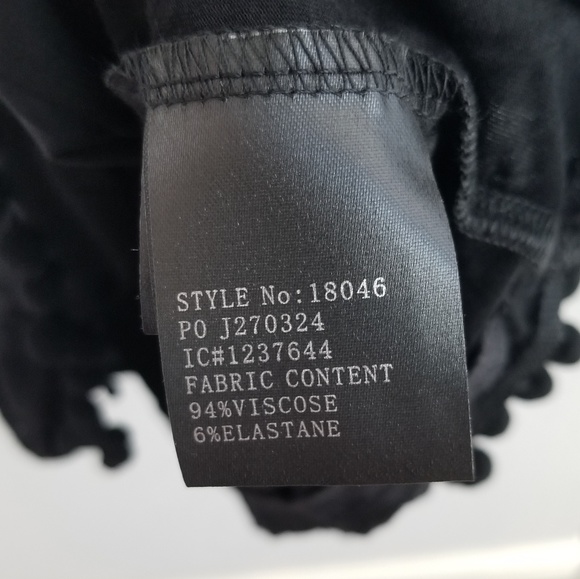 STYLE No:18046
PO J270324
IC#1237644
FABRIC CONTENT
94%VISCOSE
6%ELASTANE